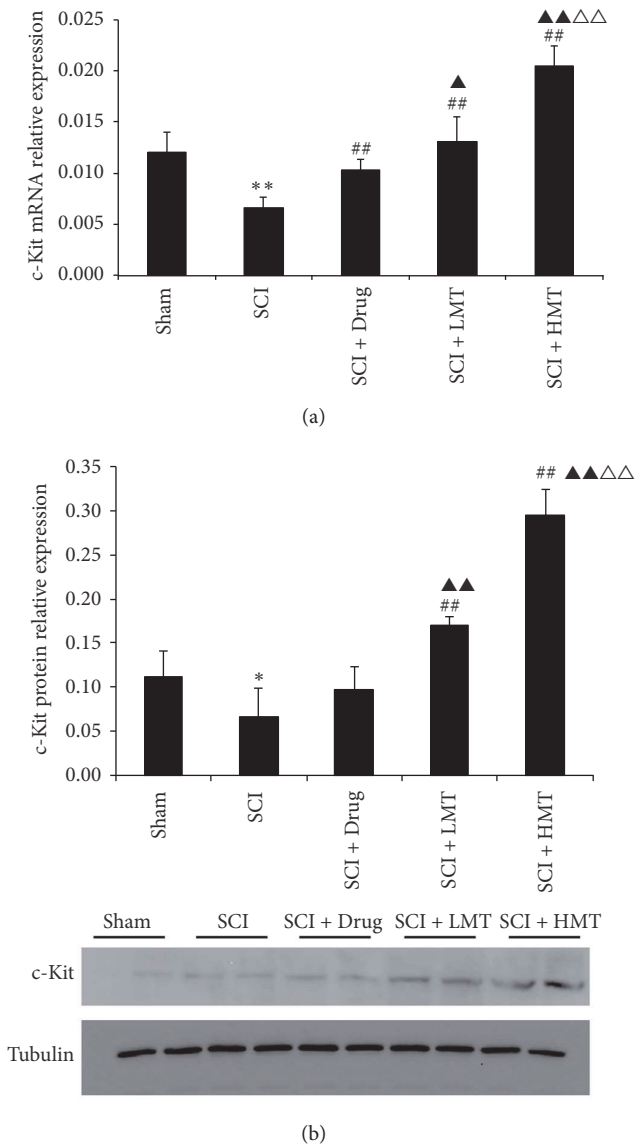 ▲▲△△
##
▲
##
##
**
0.025
0.020
0.015
0.010
0.005
0.000
c-Kit mRNA relative expression
Sham
SCI
SCI + Drug
SCI + LMT
SCI + HMT
(a)
## ▲▲△△
▲▲
##
*
0.35
0.30
0.25
0.20
0.15
0.10
0.05
0.00
c-Kit protein relative expression
Sham
SCI
SCI + Drug
SCI + LMT
SCI + HMT
Sham SCI SCI + Drug SCI + LMT SCI + HMT
c-Kit
Tubulin
(b)